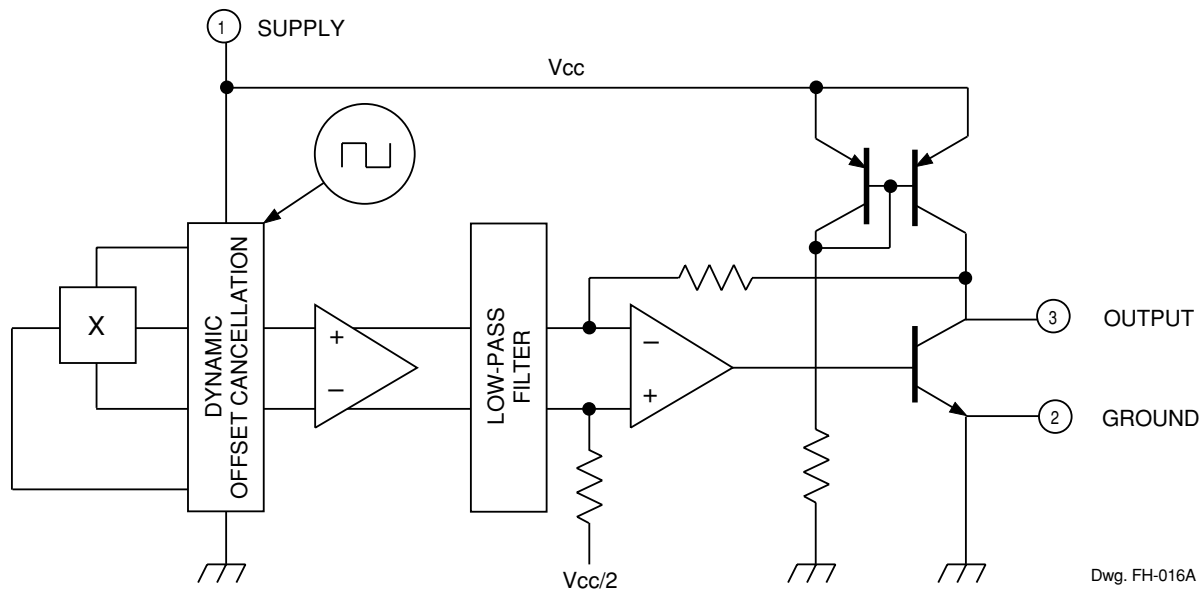 1 SUPPLY
Vcc
X
DYNAMIC
OFFSET CANCELLATION
+
−
LOW-PASS
FILTER
−
+
Vcc/2
3 OUTPUT
2 GROUND
Dwg. FH-016A